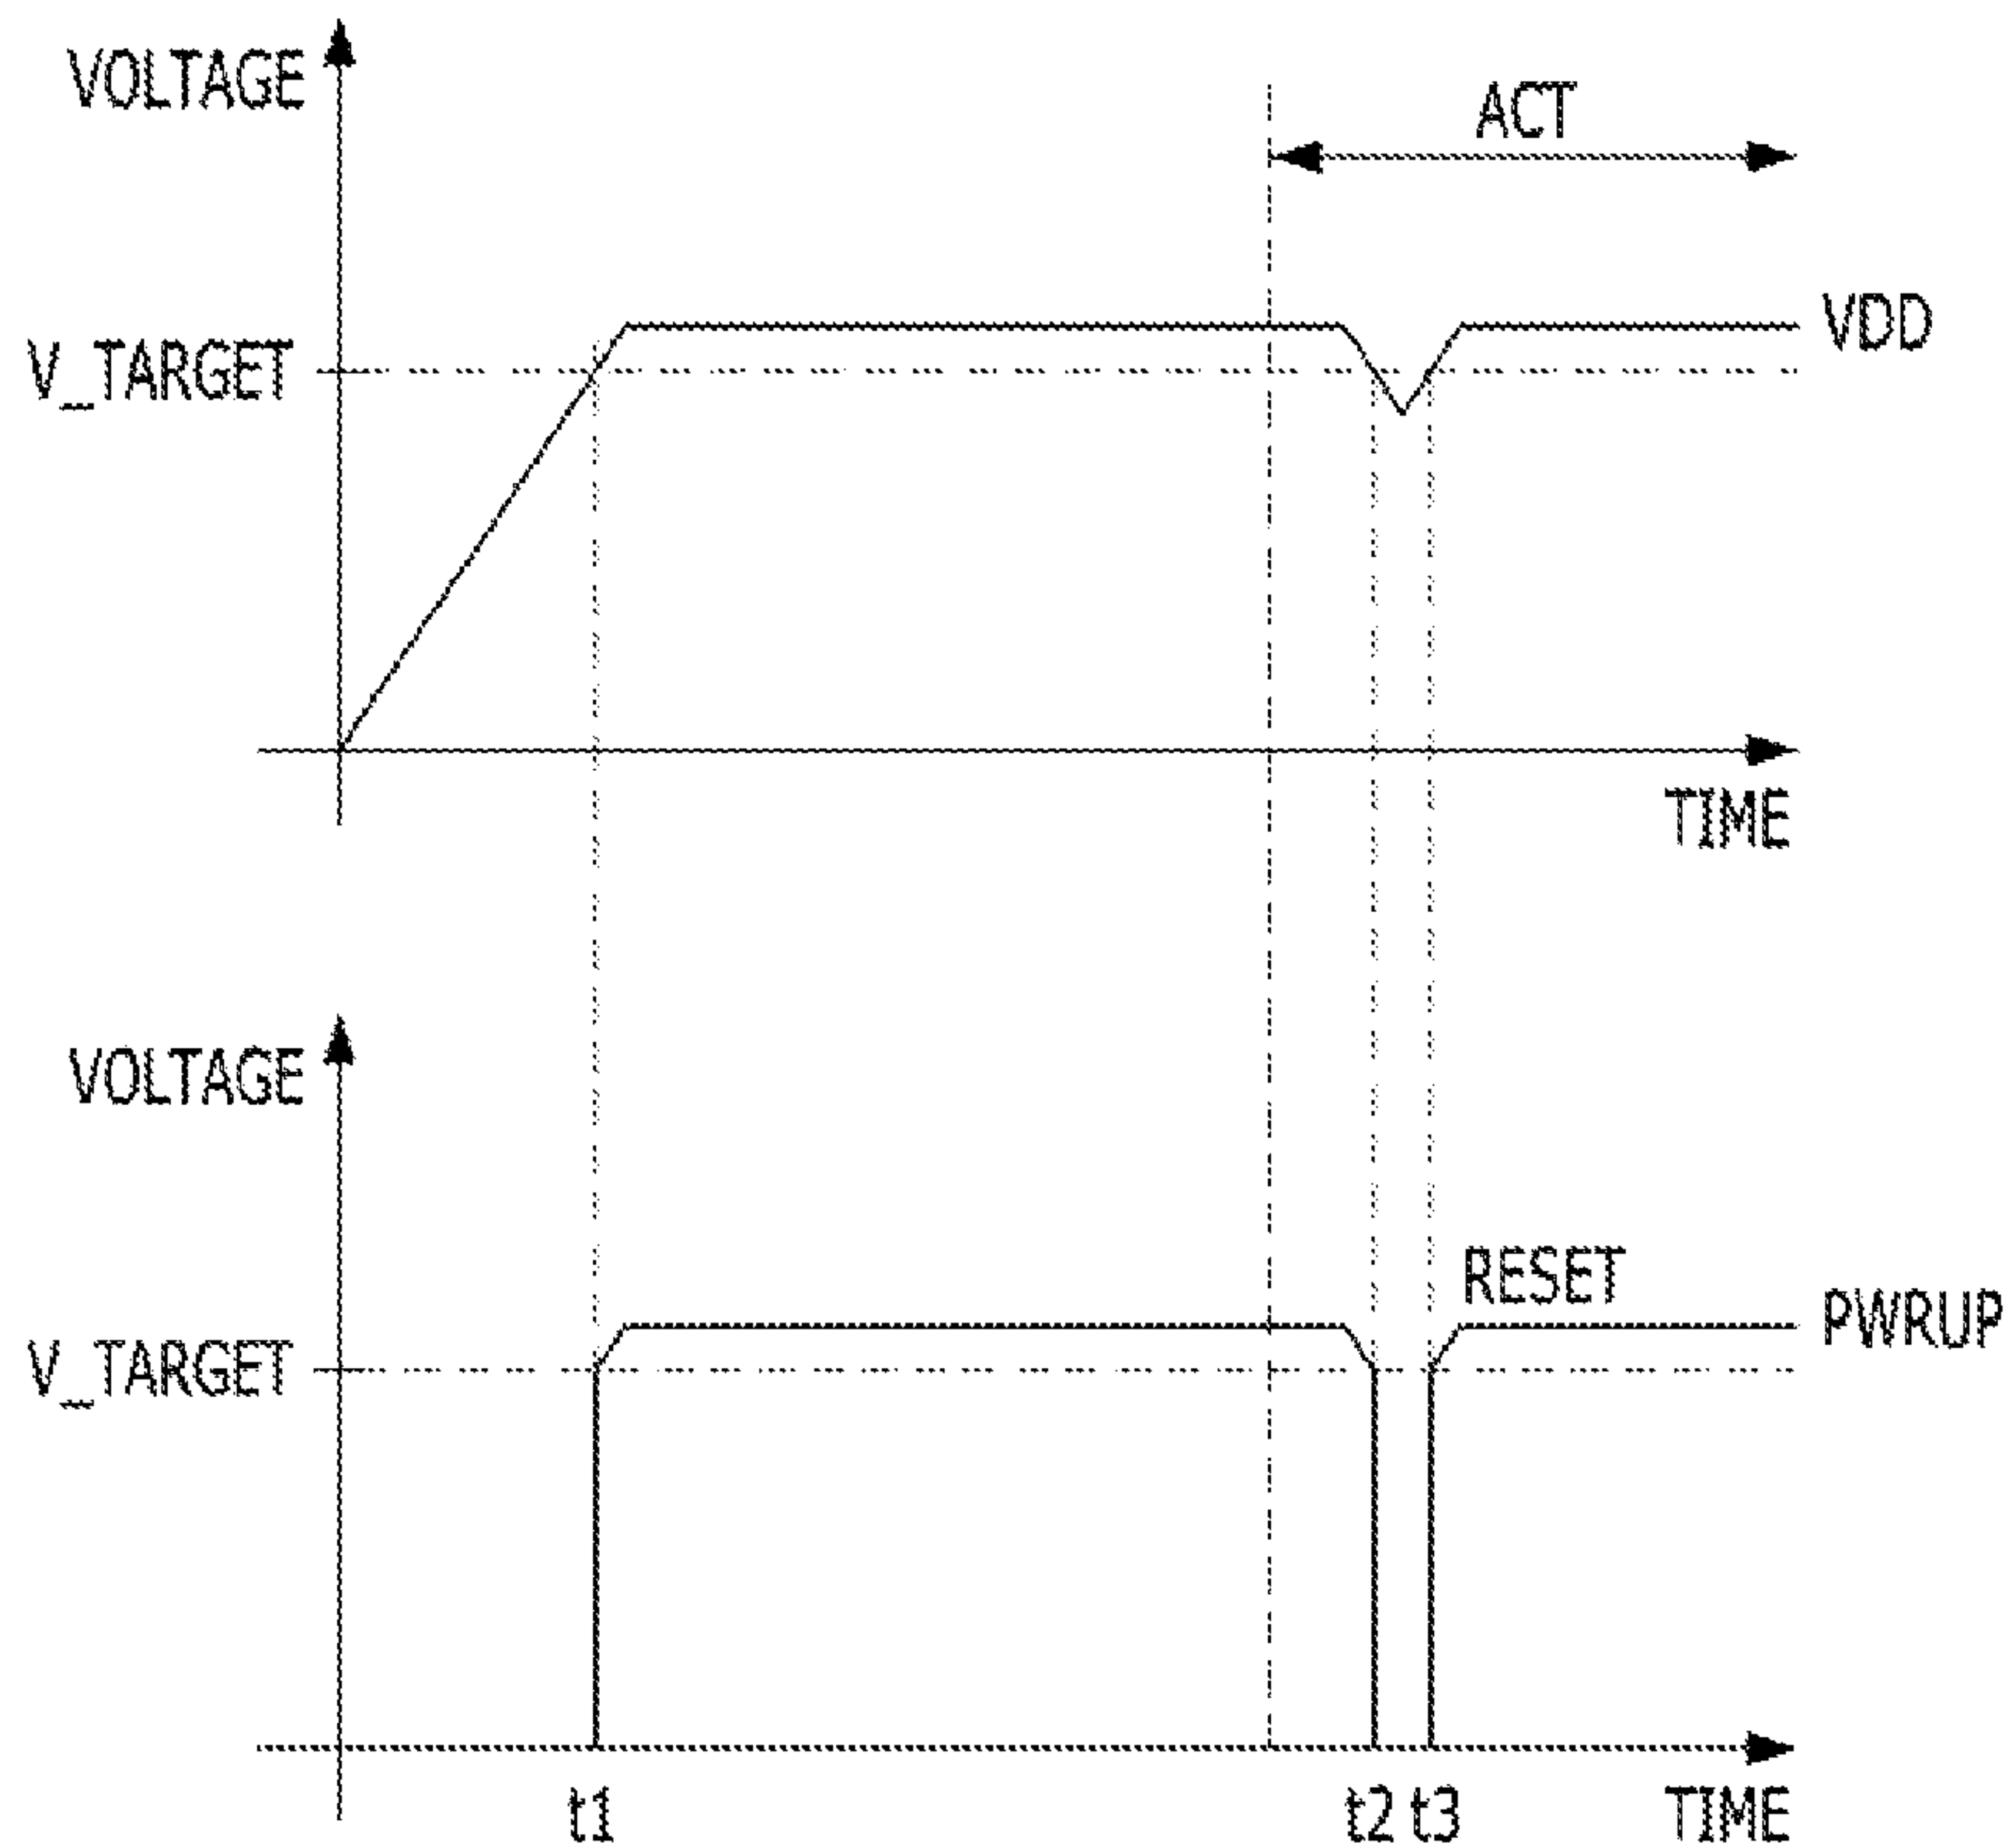 VOLTAGE
ACT
VDD
V_TARGET
TIME
VOLTAGE
RESET
PWRUP
V_TARGET
t1
t2
t3
TIME